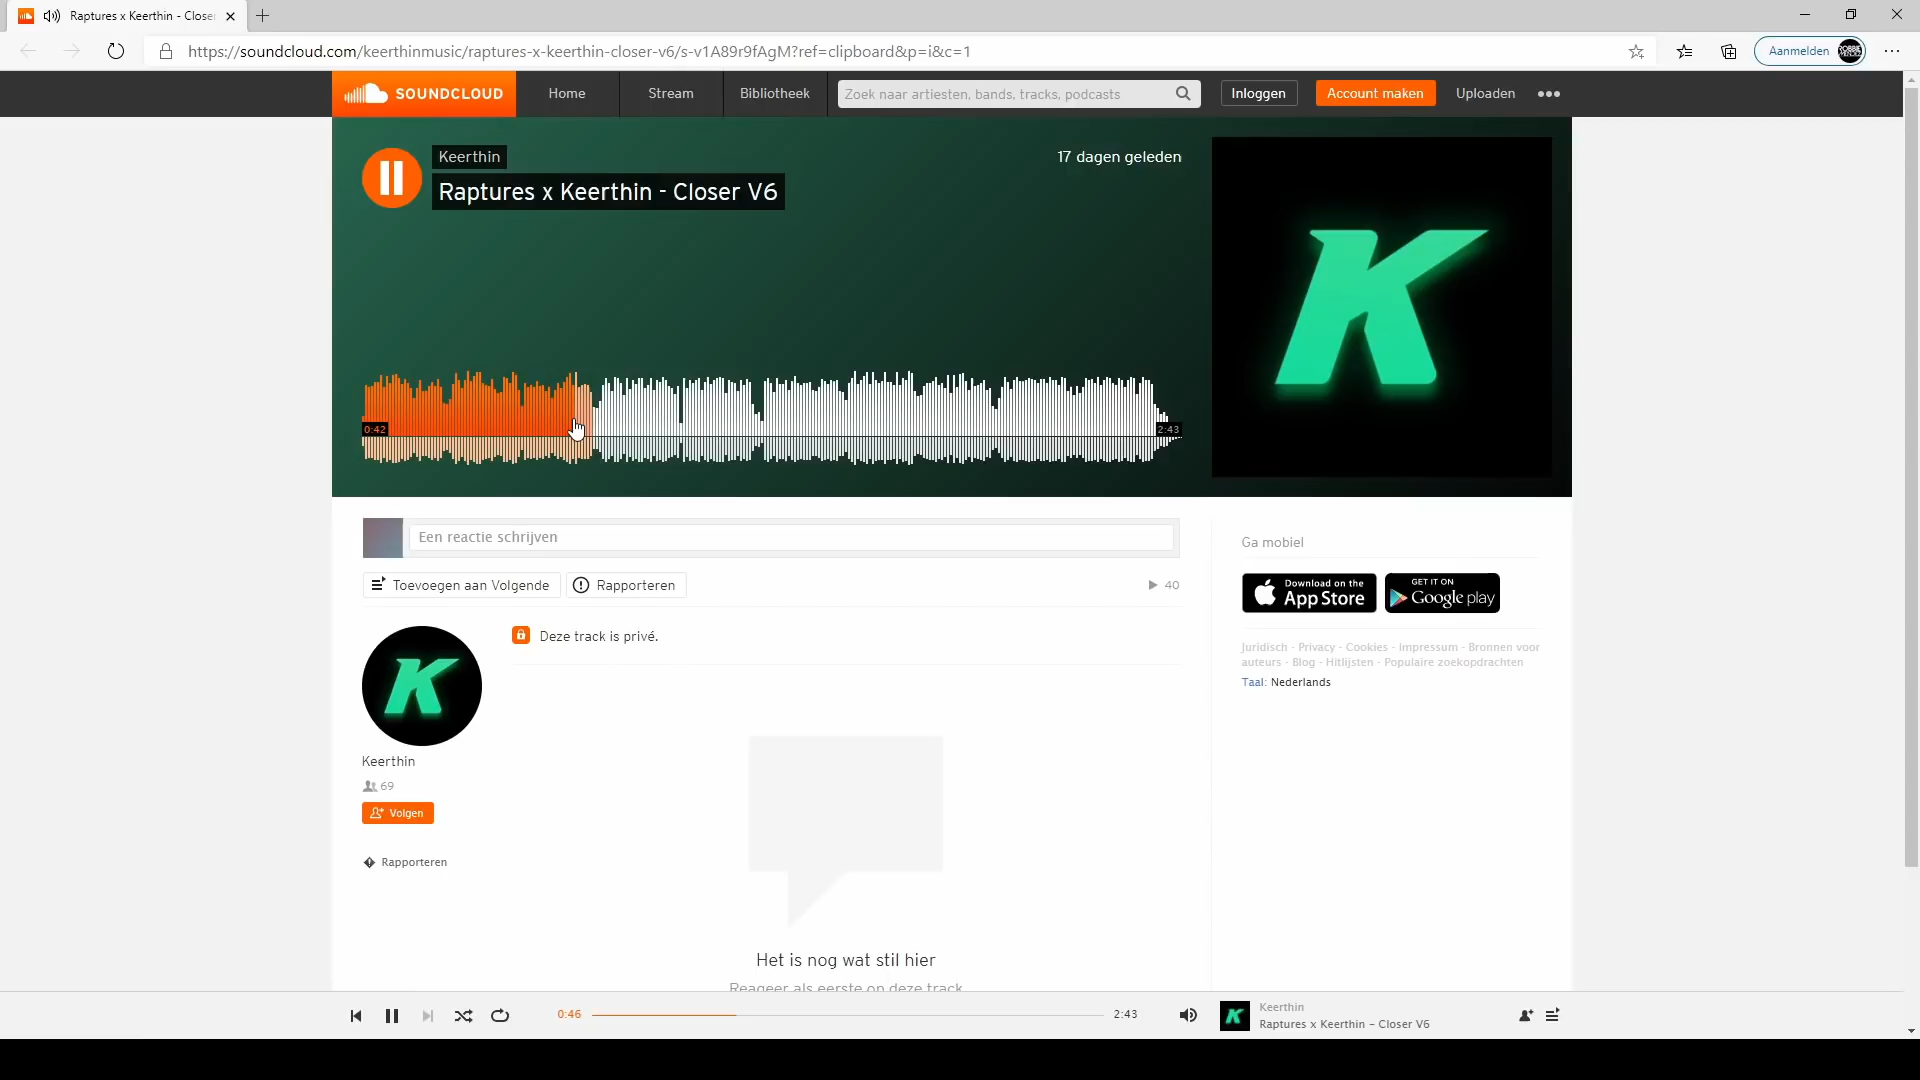 Raptures x Keerthin - Close
https://soundcloud.com/keerthinmusic/raptures-x-keerthin-closer-v6/s-v1A89r9fAgM?ref=clipboard&p=i&c=1
Aanmelden
SOUNDCLOUD
Home
Stream
Bibliotheek
Zoek naar artiesten, bands, tracks, podcasts
Inloggen
Account maken
Uploaden
Keerthin
17 dagen geleden
Raptures x Keerthin - Closer V6
K
0:42
2:43
Een reactie schrijven
Ga mobiel
Toevoegen aan Volgende
Rapporteren
40
Download on the
App Store
GET IT ON
Google play
Deze track is privé.
Juridisch - Privacy - Cookies - Impressum - Bronnen voor
auteurs - Blog - Hitlijsten - Populaire zoekopdrachten
Taal: Nederlands
K
Keerthin
69
Volgen
Rapporteren
Het is nog wat stil hier
Reageer als eerste op deze track
0:46
2:43
K
Keerthin
Raptures x Keerthin – Closer V6